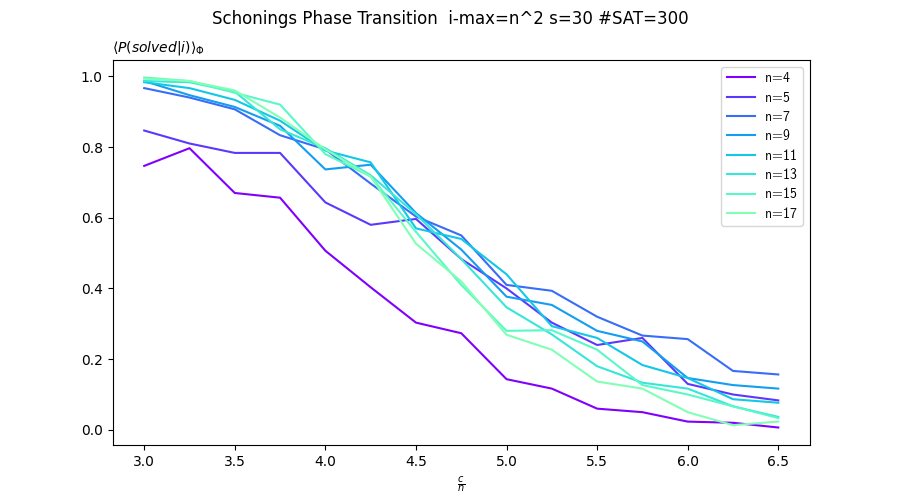 Schonings Phase Transition  i-max=n^2 s=30 #SAT=300
⟨P(solved|i)⟩Φ
1.0
0.8
0.6
0.4
0.2
0.0
n=4
n=5
n=7
n=9
n=11
n=13
n=15
n=17
3.0 3.5 4.0 4.5 5.0 5.5 6.0 6.5
c/n